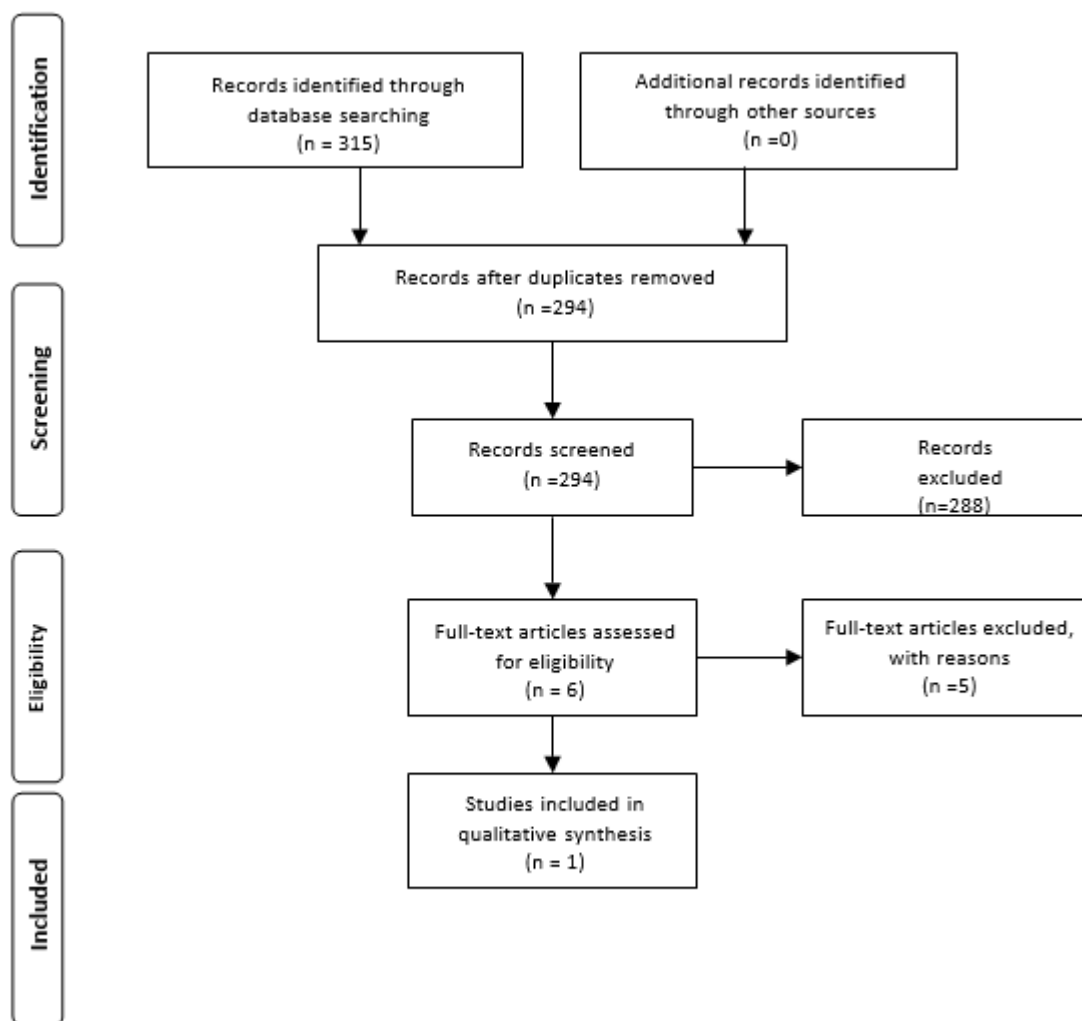 Identification
Records identified through
database searching
(n = 315)
Additional records identified
through other sources
(n =0)
Records after duplicates removed
(n =294)
Screening
Records screened
(n =294)
Records
excluded
(n=288)
Eligibility
Full-text articles assessed
for eligibility
(n = 6)
Full-text articles excluded,
with reasons
(n =5)
Included
Studies included in
qualitative synthesis
(n = 1)